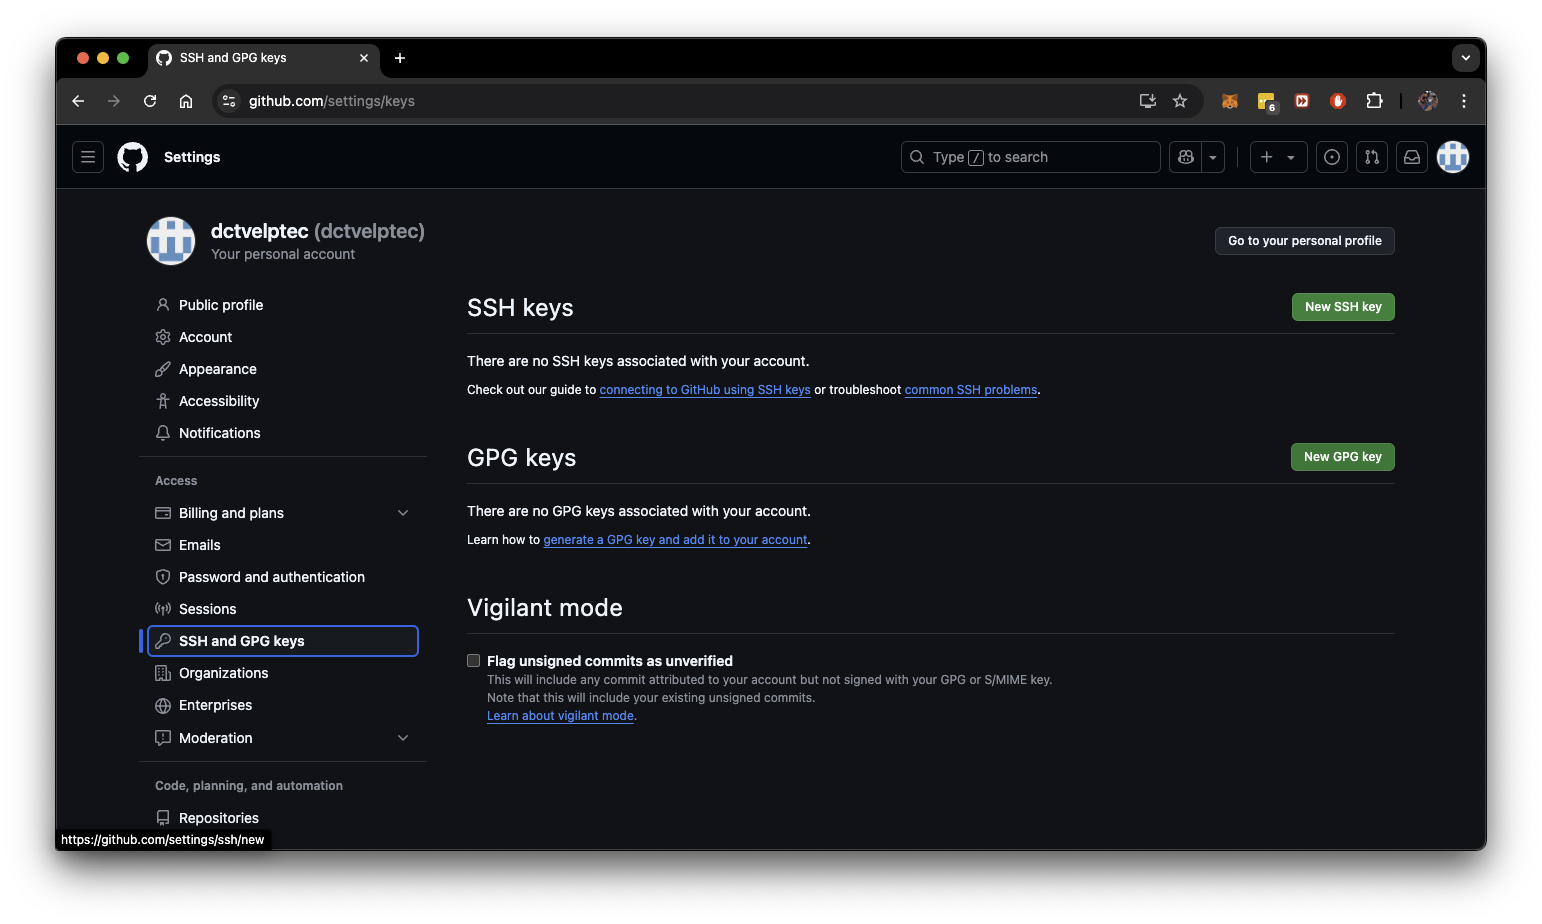 SSH and GPG keys
github.com/settings/keys
6
Settings
Type / to search
dctvelptec (dctvelptec)
Your personal account
Go to your personal profile
Public profile
Account
Appearance
Accessibility
Notifications
Access
Billing and plans
Emails
Password and authentication
Sessions
SSH and GPG keys
Organizations
Enterprises
Moderation
Code, planning, and automation
Repositories
SSH keys
New SSH key
There are no SSH keys associated with your account.
Check out our guide to connecting to GitHub using SSH keys or troubleshoot common SSH problems.
GPG keys
New GPG key
There are no GPG keys associated with your account.
Learn how to generate a GPG key and add it to your account.
Vigilant mode
Flag unsigned commits as unverified
This will include any commit attributed to your account but not signed with your GPG or S/MIME key.
Note that this will include your existing unsigned commits.
Learn about vigilant mode.
https://github.com/settings/ssh/new